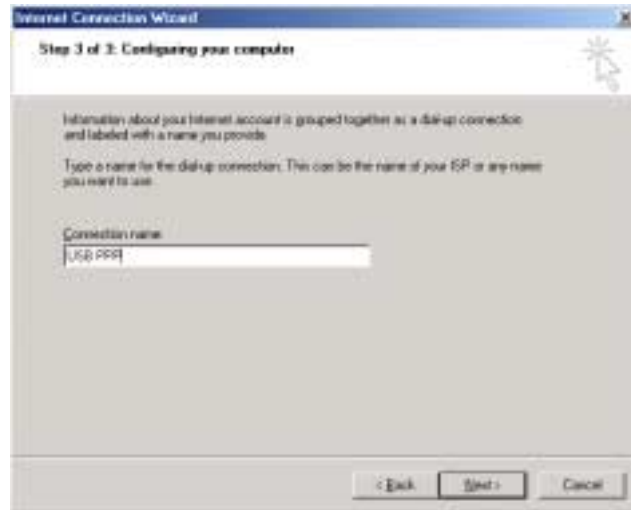 Internet Connection Wizard
Step 3 of 3: Configuring your computer
Information about your Internet account is grouped together as a dial-up connection
and labeled with a name you provide.
Type a name for the dial-up connection. This can be the name of your ISP or any name
you want to use.
Connection name:
USB PPP
< Back
Next >
Cancel